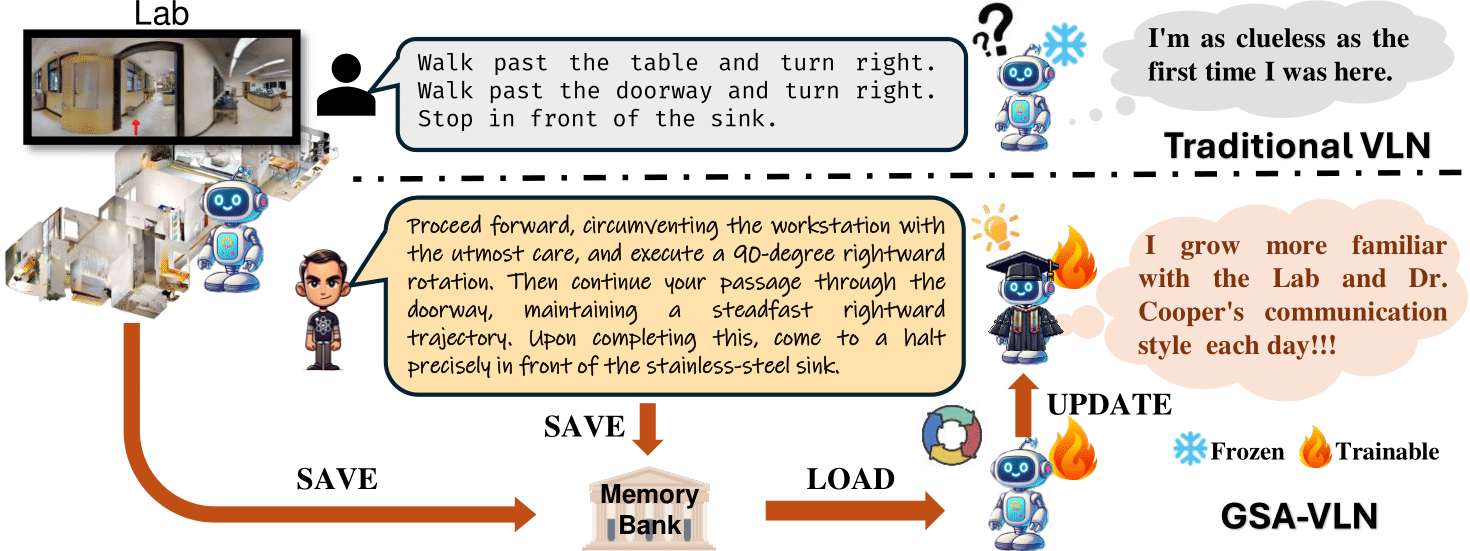 Lab
Walk past the table and turn right.
Walk past the doorway and turn right.
Stop in front of the sink.
??
I'm as clueless as the
first time I was here.
Traditional VLN
Proceed forward, circumventing the workstation with
the utmost care, and execute a 90-degree rightward
rotation. Then continue your passage through the
doorway, maintaining a steadfast rightward
trajectory. Upon completing this, come to a halt
precisely in front of the stainless-steel sink.
I grow more familiar
with the Lab and Dr.
Cooper's communication
style each day!!!
SAVE
UPDATE
Frozen Trainable
SAVE
Memory
Bank
LOAD
GSA-VLN